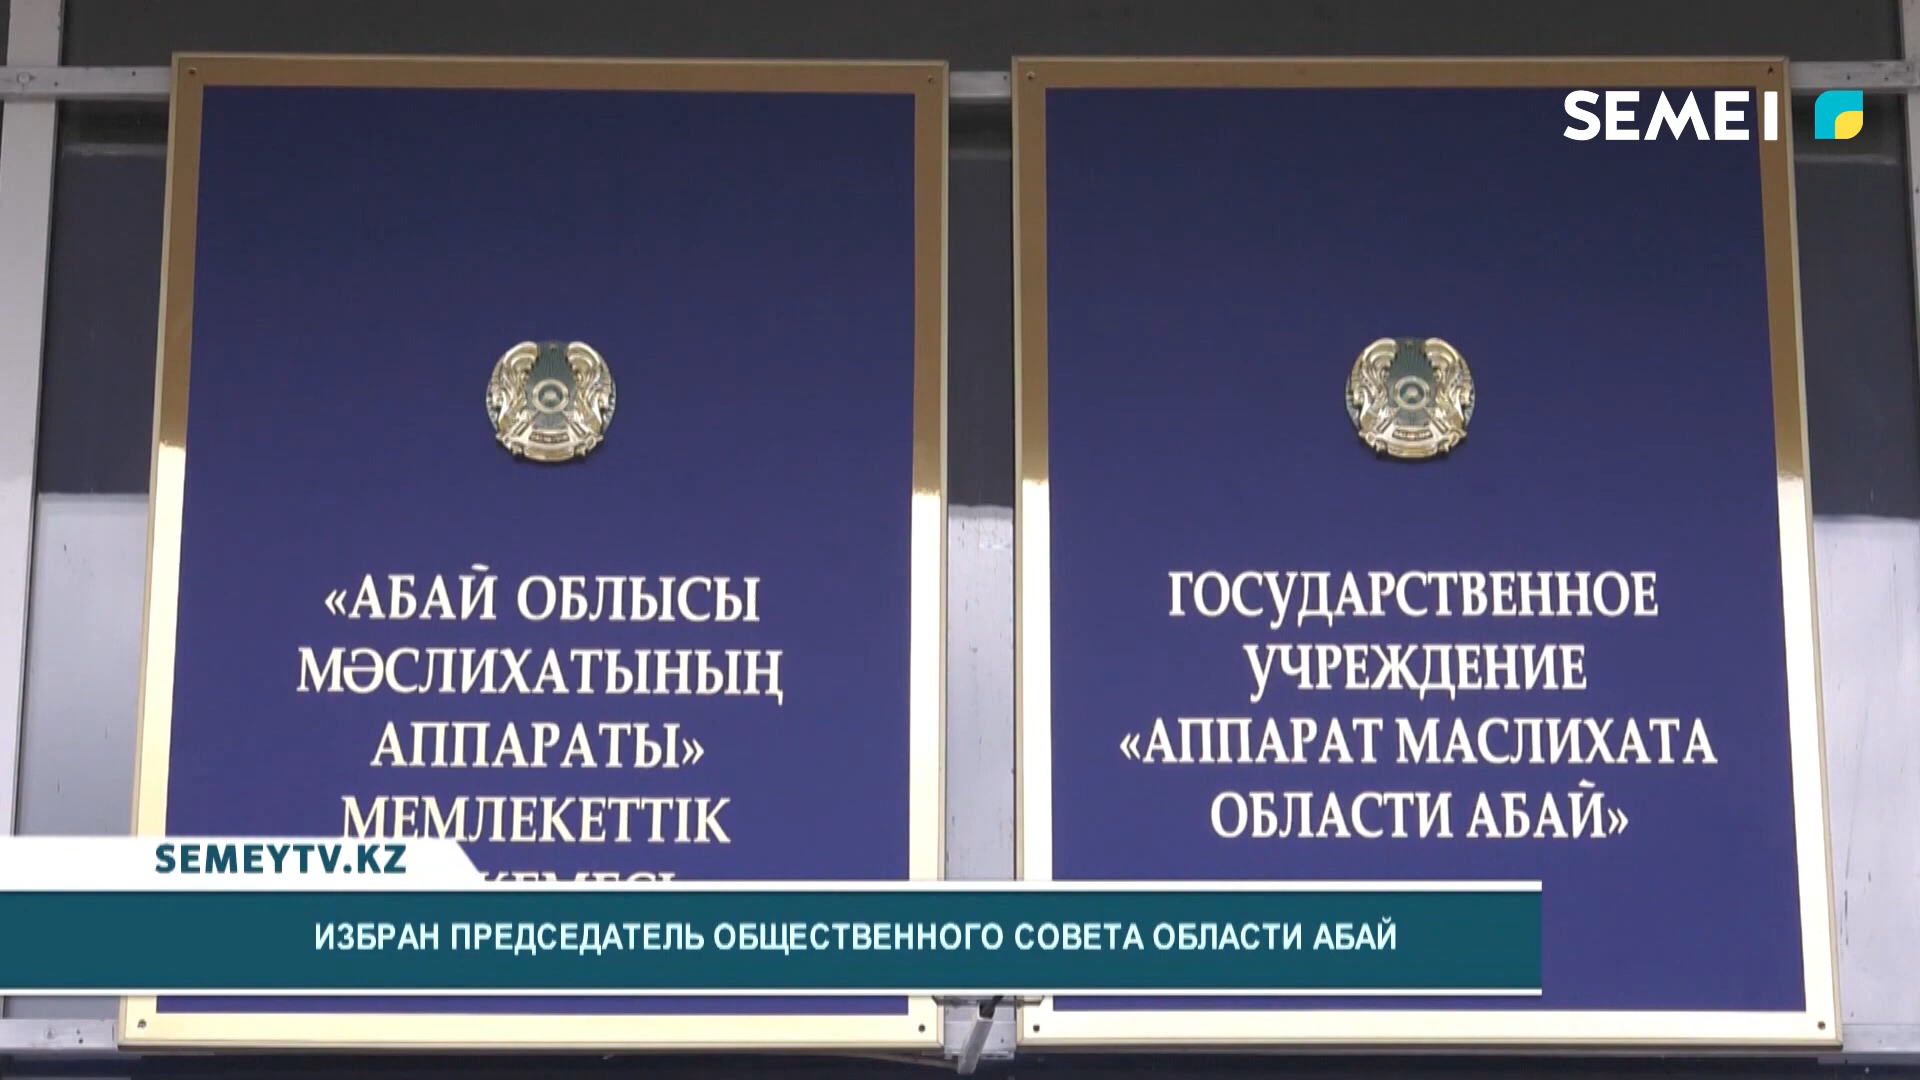 SEMEI
«АБАЙ ОБЛЫСЫ
МӘСЛИХАТЫНЫҢ
АППАРАТЫ»
МЕМЛЕКЕТТІК
ГОСУДАРСТВЕННОЕ
УЧРЕЖДЕНИЕ
«АППАРАТ МАСЛИХАТА
ОБЛАСТИ АБАЙ»
SEMEYTV.KZ
ИЗБРАН ПРЕДСЕДАТЕЛЬ ОБЩЕСТВЕННОГО СОВЕТА ОБЛАСТИ АБАЙ